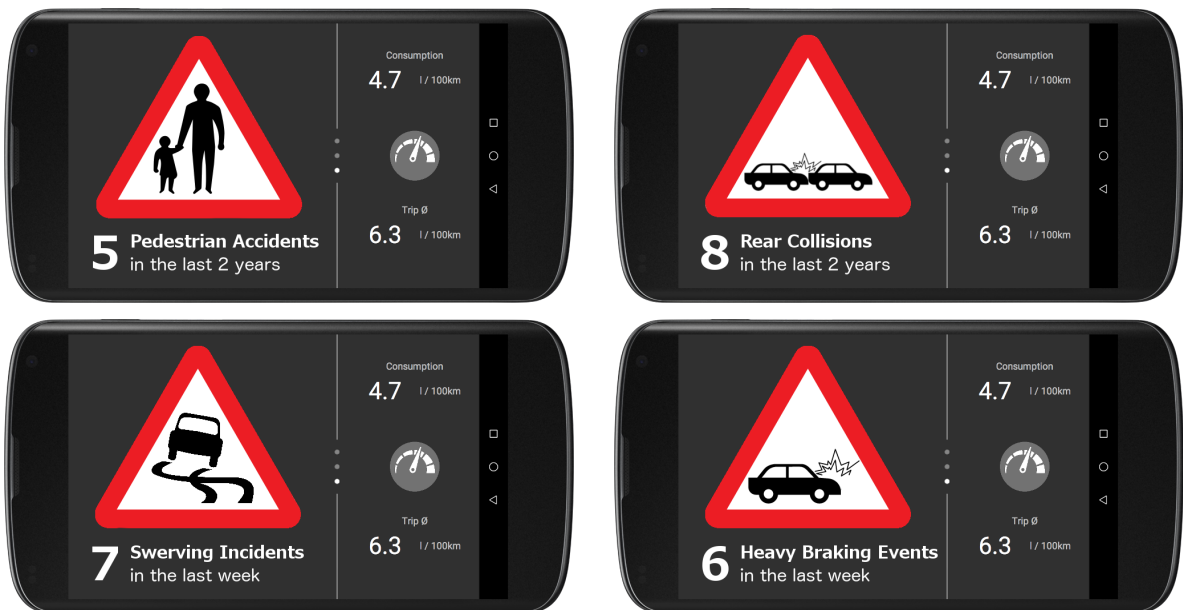 Consumption
4.7 l / 100km
Trip Ø
6.3 l / 100km
5 Pedestrian Accidents
in the last 2 years
Consumption
4.7 l / 100km
Trip Ø
6.3 l / 100km
8 Rear Collisions
in the last 2 years
Consumption
4.7 l / 100km
Trip Ø
6.3 l / 100km
7 Swerving Incidents
in the last week
Consumption
4.7 l / 100km
Trip Ø
6.3 l / 100km
6 Heavy Braking Events
in the last week